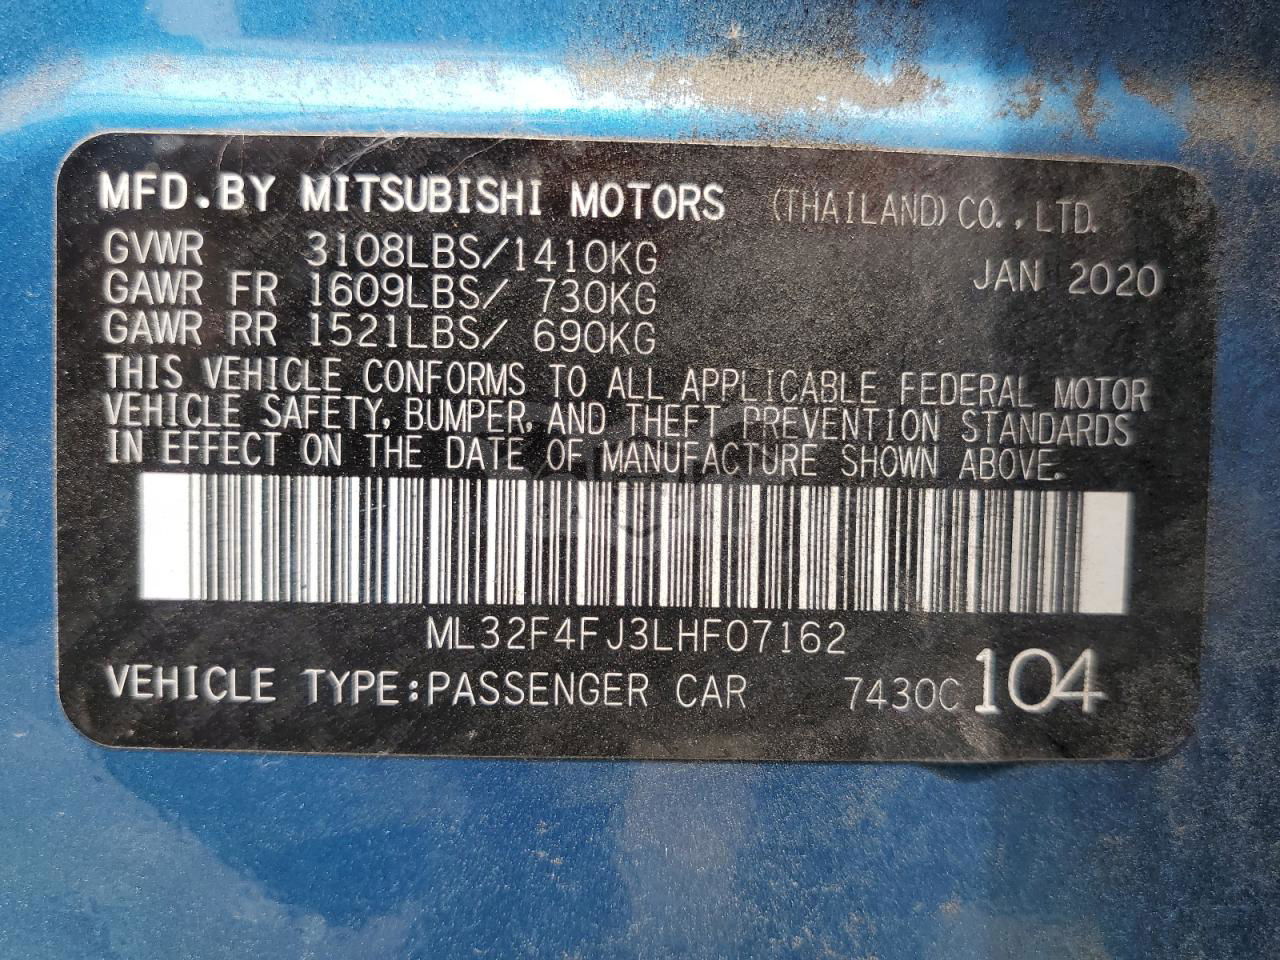 MFD.BY MITSUBISHI MOTORS (THAILAND) CO.,LTD.
GVWR 3108LBS/1410KG
JAN 2020
GAWR FR 1609LBS/ 730KG
GAWR RR 1521LBS/ 690KG
THIS VEHICLE CONFORMS TO ALL APPLICABLE FEDERAL MOTOR
VEHICLE SAFETY, BUMPER, AND THEFT PREVENTION STANDARDS
IN EFFECT ON THE DATE OF MANUFACTURE SHOWN ABOVE.
ML32F4FJ3LHF07162
VEHICLE TYPE:PASSENGER CAR 7430C 104